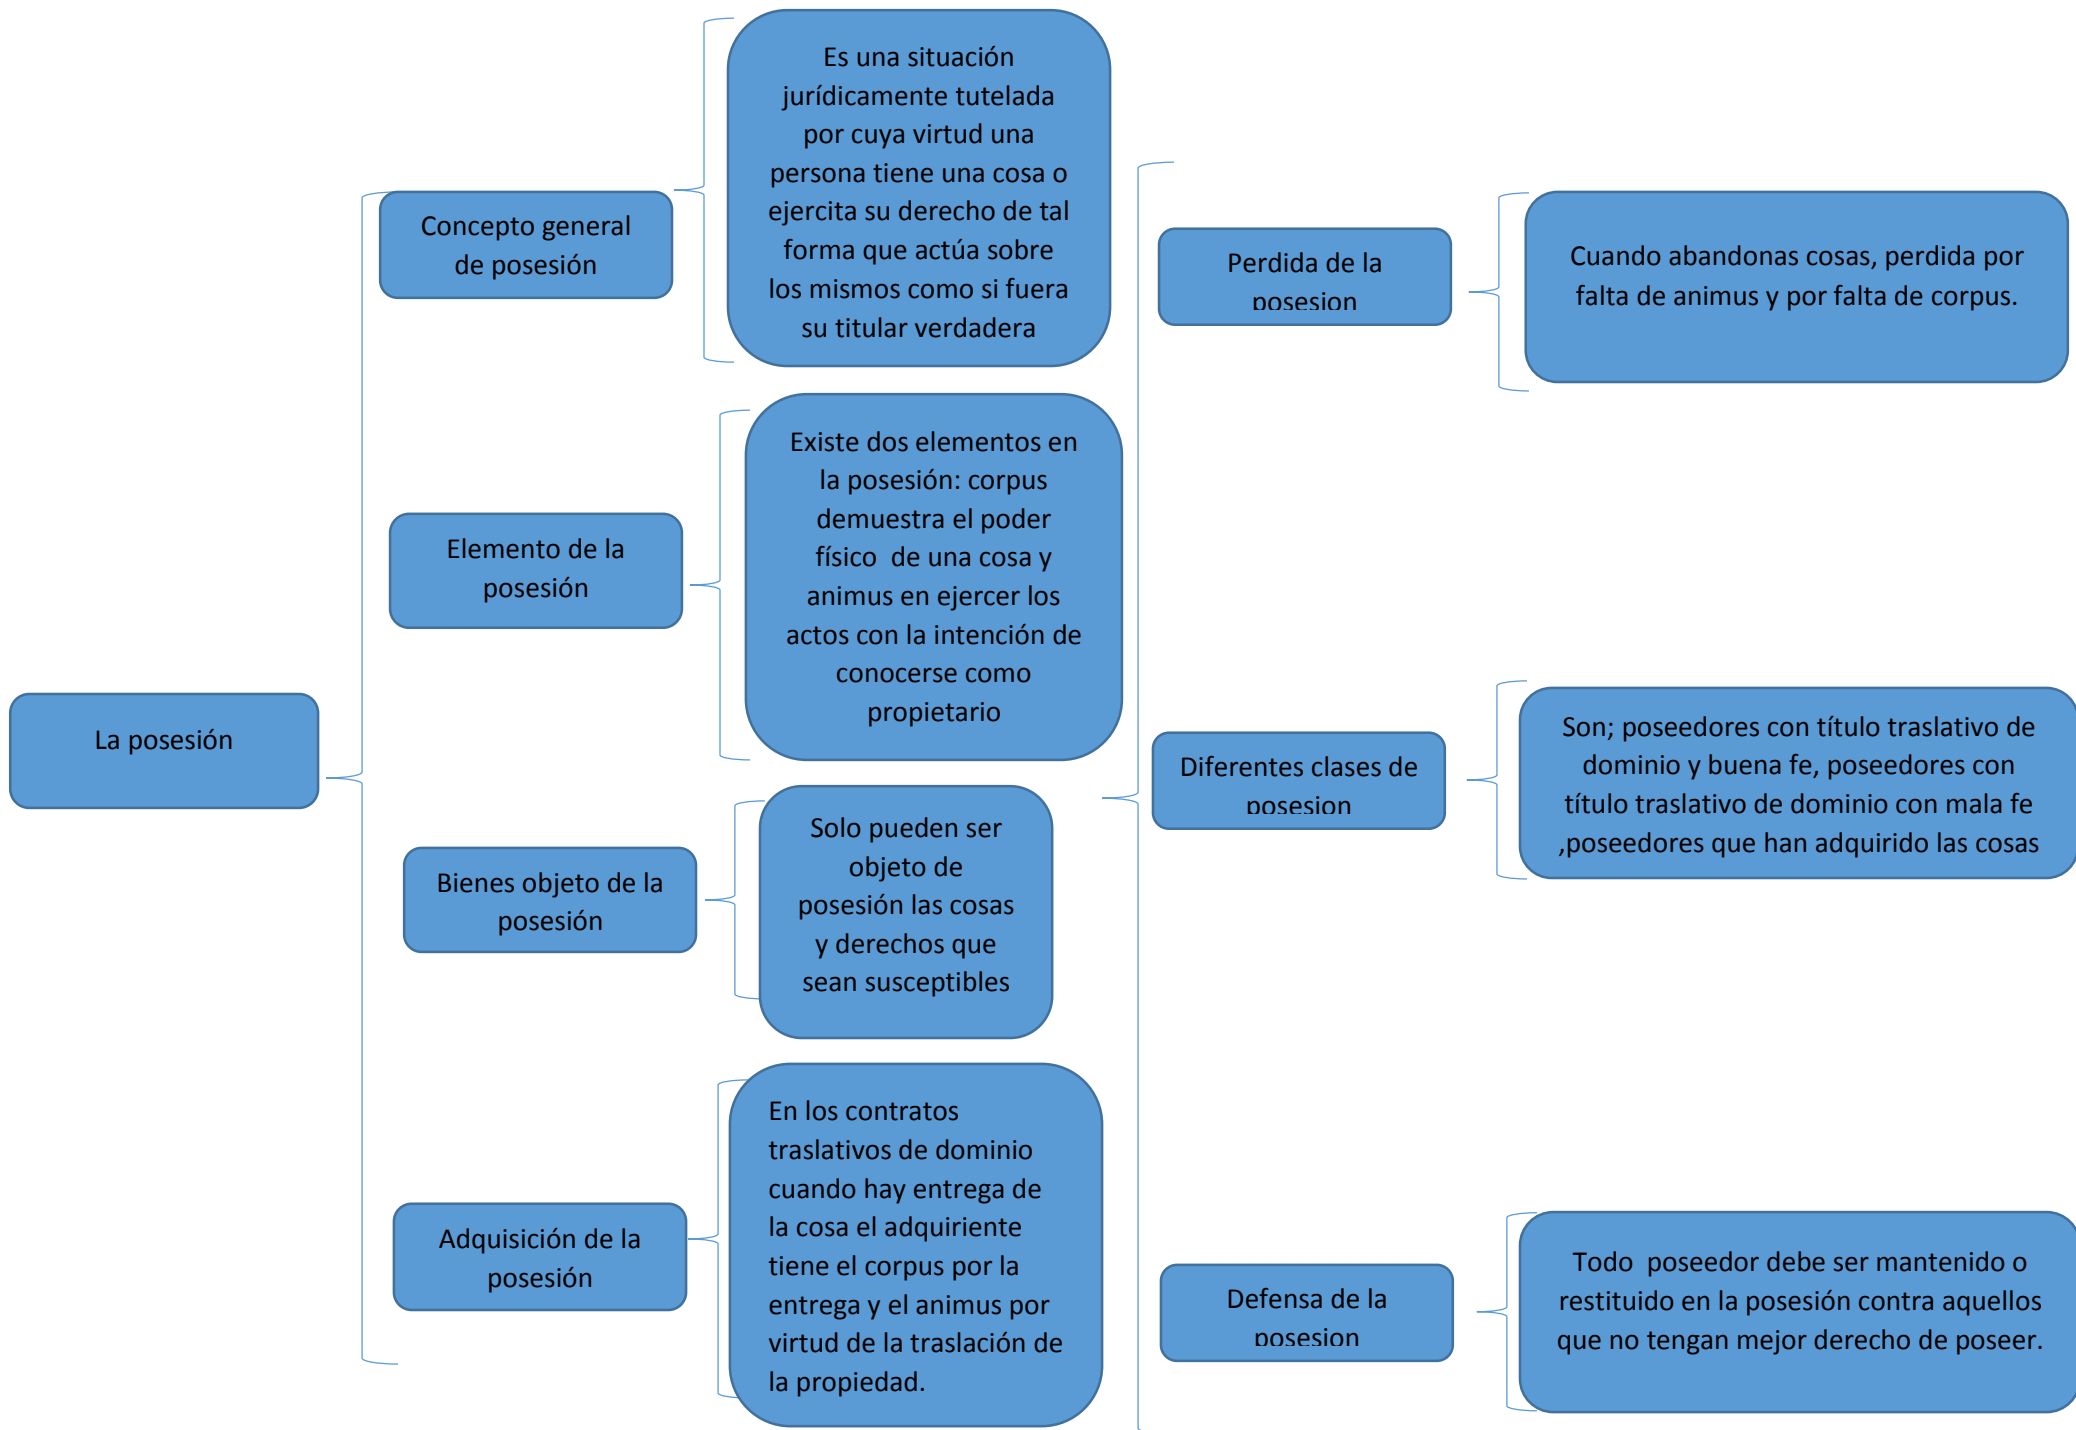 La posesión
Concepto general
de posesión
Es una situación
jurídicamente tutelada
por cuya virtud una
persona tiene una cosa o
ejercita su derecho de tal
forma que actúa sobre
los mismos como si fuera
su titular verdadera
Elemento de la
posesión
Existe dos elementos en
la posesión: corpus
demuestra el poder
físico  de una cosa y
animus en ejercer los
actos con la intención de
conocerse como
propietario
Bienes objeto de la
posesión
Solo pueden ser
objeto de
posesión las cosas
y derechos que
sean susceptibles
Adquisición de la
posesión
En los contratos
traslativos de dominio
cuando hay entrega de
la cosa el adquiriente
tiene el corpus por la
entrega y el animus por
virtud de la traslación de
la propiedad.
Perdida de la
posesion
Cuando abandonas cosas, perdida por
falta de animus y por falta de corpus.
Diferentes clases de
posesion
Son; poseedores con título traslativo de
dominio y buena fe, poseedores con
título traslativo de dominio con mala fe
,poseedores que han adquirido las cosas
Defensa de la
posesion
Todo  poseedor debe ser mantenido o
restituido en la posesión contra aquellos
que no tengan mejor derecho de poseer.